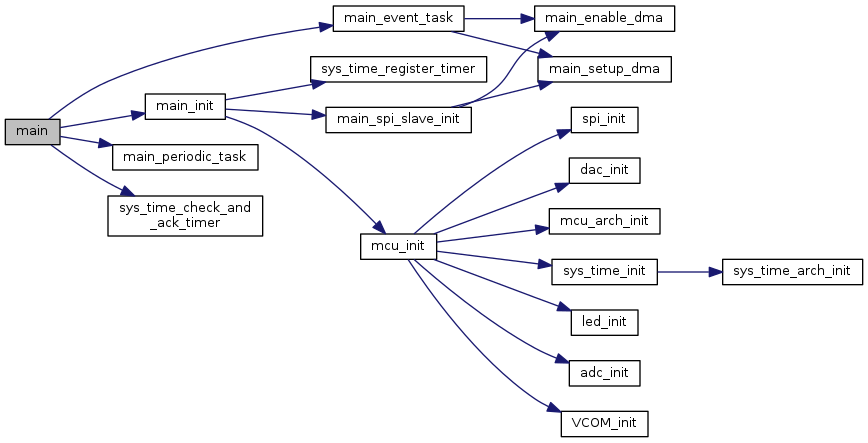 main_event_task
main_enable_dma
sys_time_register_timer
main_setup_dma
main_init
main_spi_slave_init
spi_init
main
main_periodic_task
dac_init
sys_time_check_and
_ack_timer
mcu_arch_init
mcu_init
sys_time_init
sys_time_arch_init
led_init
adc_init
VCOM_init